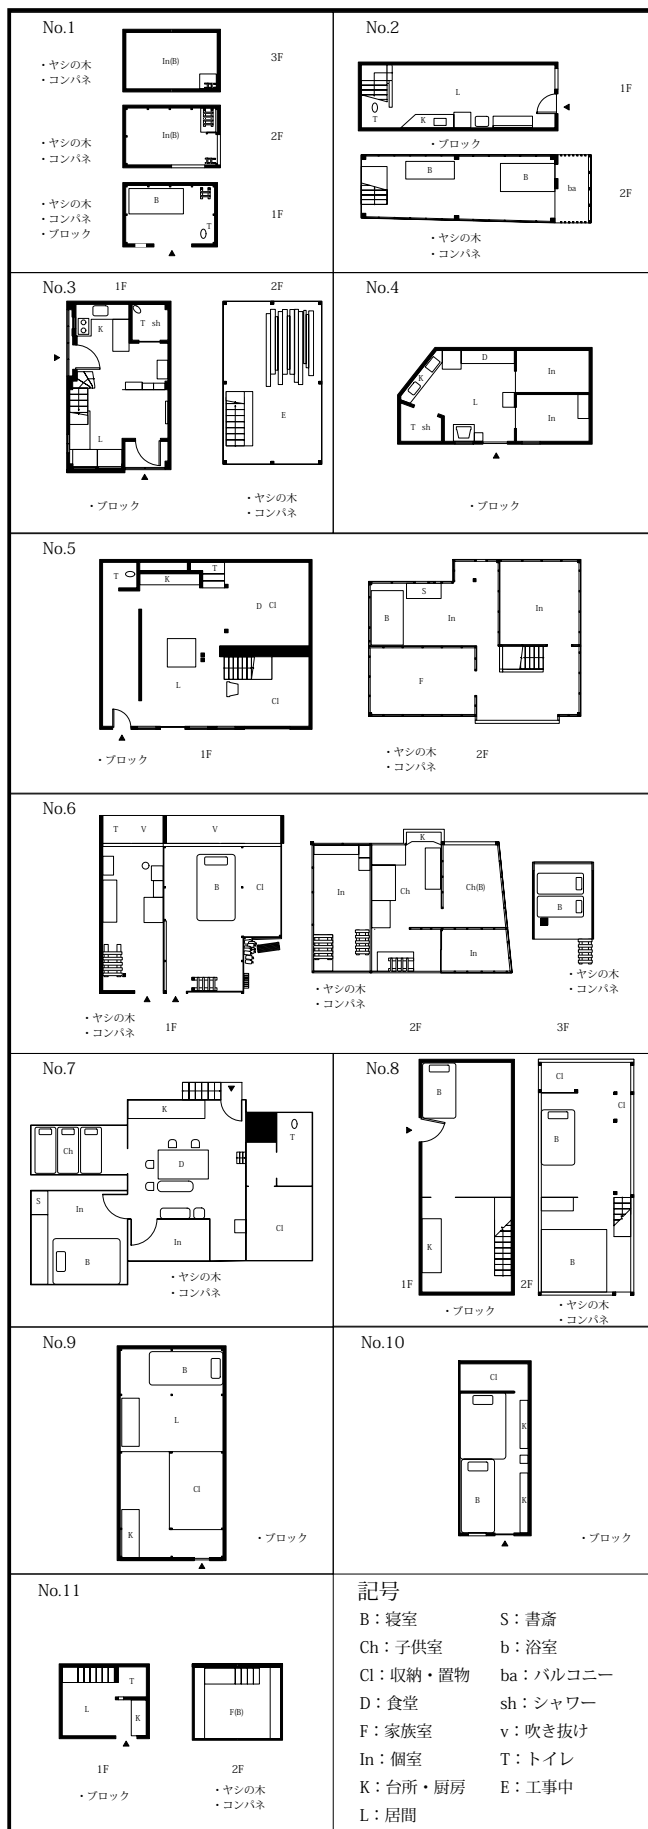 No.1
In(B)
3F
・ヤシの木
・コンパネ
In(B)
2F
・ヤシの木
・コンパネ
B
T
1F
・ヤシの木
・コンパネ
・ブロック
No.2
L
T
K
1F
・ブロック
B
B
ba
2F
・ヤシの木
・コンパネ
No.3
1F
2F
K
T sh
L
E
・ブロック
・ヤシの木
・コンパネ
No.4
D
K
In
L
T sh
In
・ブロック
No.5
T
K
T
D Cl
L
Cl
・ブロック
1F
S
B
In
In
F
・ヤシの木
・コンパネ
2F
No.6
T V
V
B
Cl
・ヤシの木
・コンパネ
1F
K
In
Ch
Ch(B)
In
・ヤシの木
・コンパネ
2F
B
・ヤシの木
・コンパネ
3F
No.7
K
Ch
D
T
S
In
In
Cl
B
・ヤシの木
・コンパネ
No.8
B
K
1F
・ブロック
Cl
Cl
B
B
2F
・ヤシの木
・コンパネ
No.9
B
L
Cl
K
・ブロック
No.10
Cl
K
B
K
・ブロック
No.11
T
L
K
1F
・ブロック
F(B)
2F
・ヤシの木
・コンパネ
記号
B：寝室
S：書斎
Ch：子供室
b：浴室
Cl：収納・置物
ba：バルコニー
D：食堂
sh：シャワー
F：家族室
v：吹き抜け
In：個室
T：トイレ
K：台所・厨房
E：工事中
L：居間